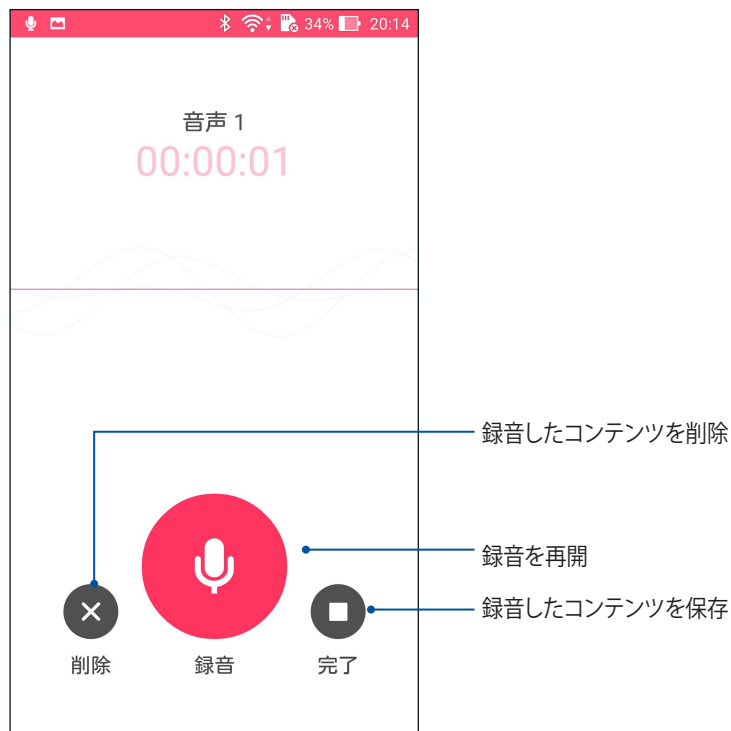 34% 20:14
音声 1
00:00:01
録音したコンテンツを削除
録音を再開
録音したコンテンツを保存
削除 録音 完了